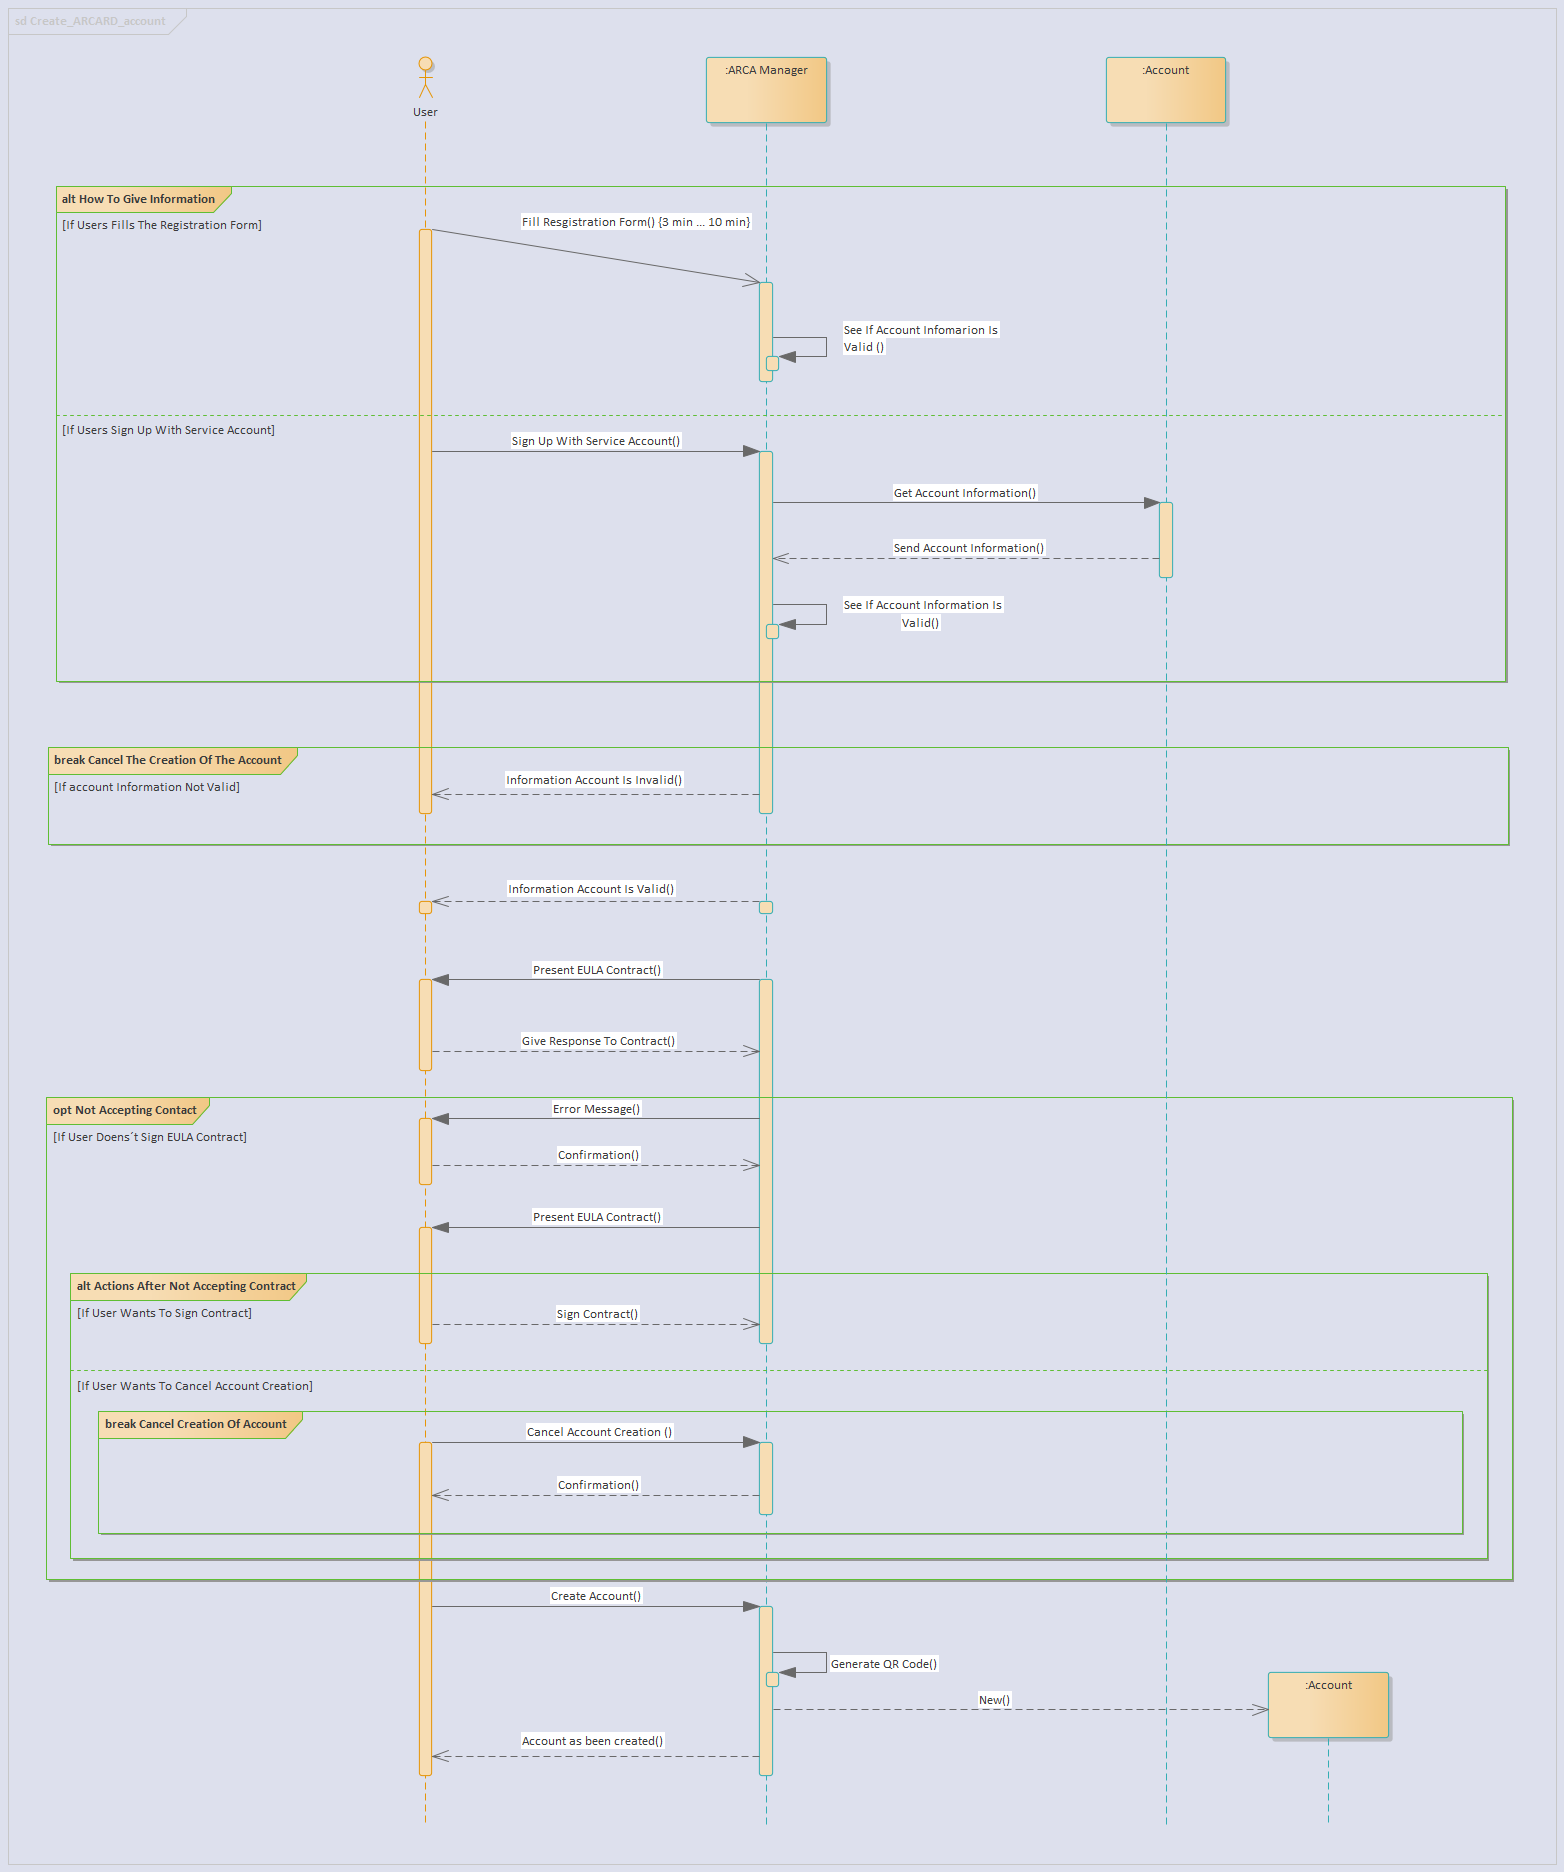 sd Create_ARCARD_account
User
:ARCA Manager
:Account
alt How To Give Information
[If Users Fills The Registration Form]
Fill Resgistration Form() {3 min ... 10 min}
See If Account Infomarion Is
Valid ()
[If Users Sign Up With Service Account]
Sign Up With Service Account()
Get Account Information()
Send Account Information()
See If Account Information Is
Valid()
break Cancel The Creation Of The Account
[If account Information Not Valid]
Information Account Is Invalid()
Information Account Is Valid()
Present EULA Contract()
Give Response To Contract()
opt Not Accepting Contact
[If User Doens´t Sign EULA Contract]
Error Message()
Confirmation()
Present EULA Contract()
alt Actions After Not Accepting Contract
[If User Wants To Sign Contract]
Sign Contract()
[If User Wants To Cancel Account Creation]
break Cancel Creation Of Account
Cancel Account Creation ()
Confirmation()
Create Account()
Generate QR Code()
:Account
New()
Account as been created()